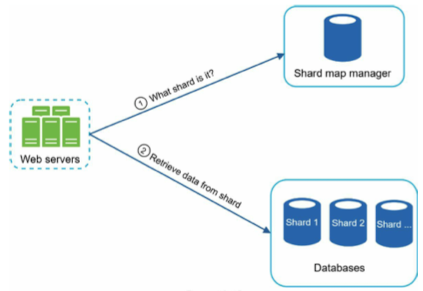 1 What shard is it?
Shard map manager
Web servers
2 Retrieve data from shard
Shard 1
Shard 2
Shard ...
Databases